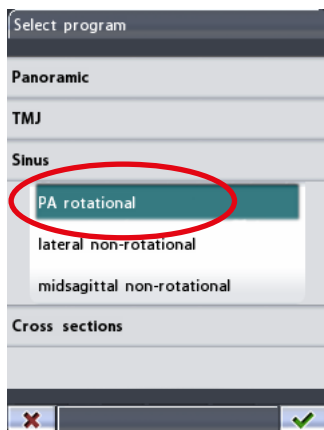 Select program
Panoramic
TMJ
Sinus
PA rotational
lateral non-rotational
midsagittal non-rotational
Cross sections